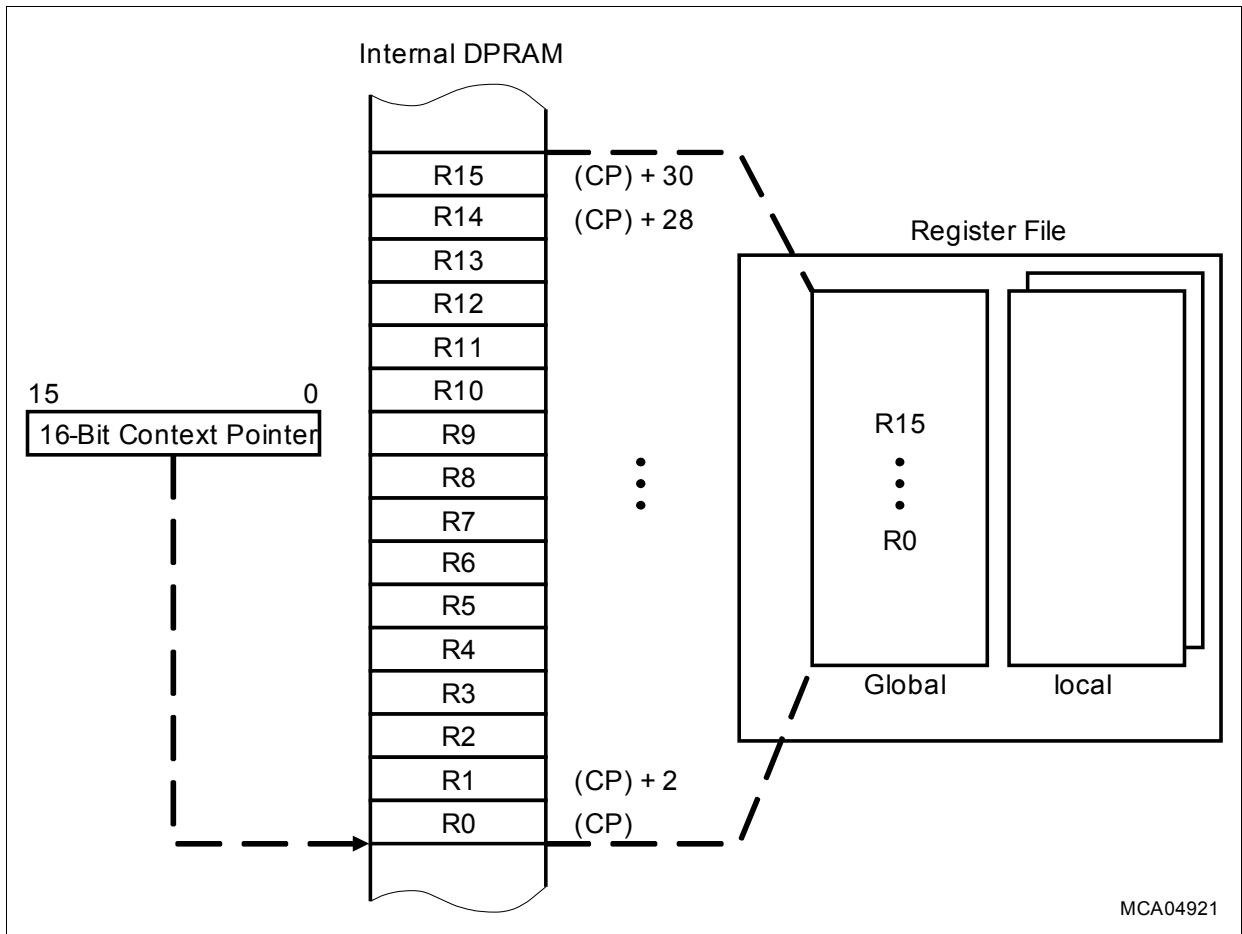 Internal DPRAM
R15 (CP) + 30
R14 (CP) + 28
Register File
R13
R12
R11
15 0
R10
16-Bit Context Pointer
R9
R15
R8
R7
R0
R6
R5
R4
R3
Global local
R2
R1 (CP) + 2
R0 (CP)
MCA04921